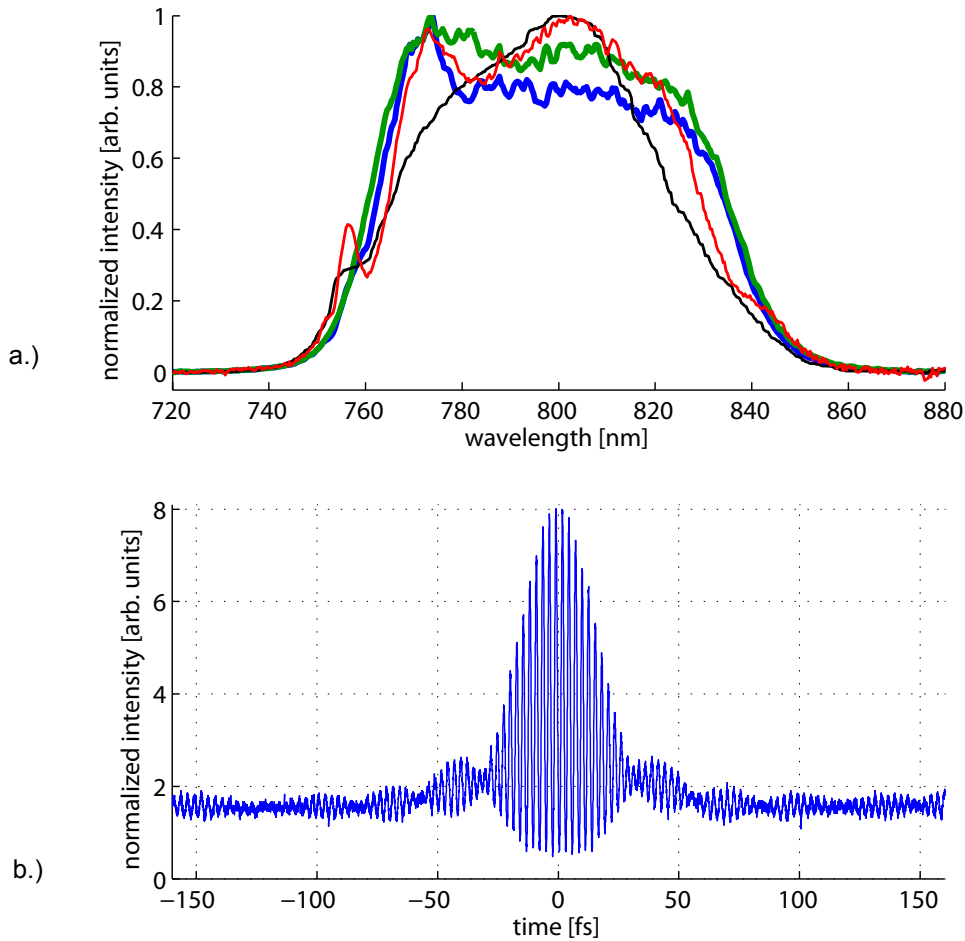 normalized intensity [arb. units]
1
0.8
0.6
0.4
0.2
0
a.)
720 740 760 780 800 820 840 860 880
wavelength [nm]
normalized intensity [arb. units]
8
6
4
2
0
b.)
−150 −100 −50 0 50 100 150
time [fs]